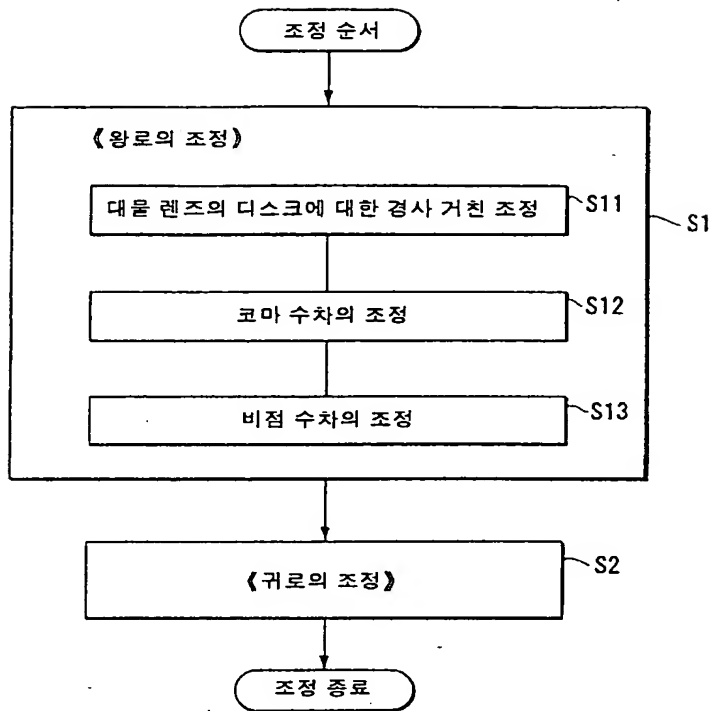 조정 순서
《왕로의 조정》
대물 렌즈의 디스크에 대한 경사 거친 조정
S11
S1
코마 수차의 조정
S12
비점 수차의 조정
S13
《귀로의 조정》
S2
조정 종료